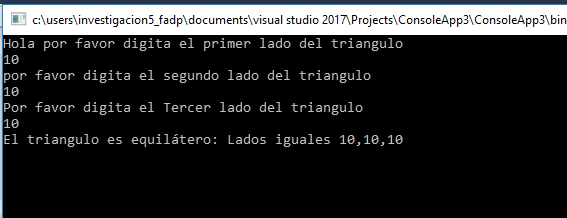 c:\users\investigacion5_fadp\documents\visual studio 2017\Projects\ConsoleApp3\ConsoleApp3\bin
Hola por favor digita el primer lado del triangulo
10
por favor digita el segundo lado del triangulo
10
Por favor digita el Tercer lado del triangulo
10
El triangulo es equilátero: Lados iguales 10,10,10